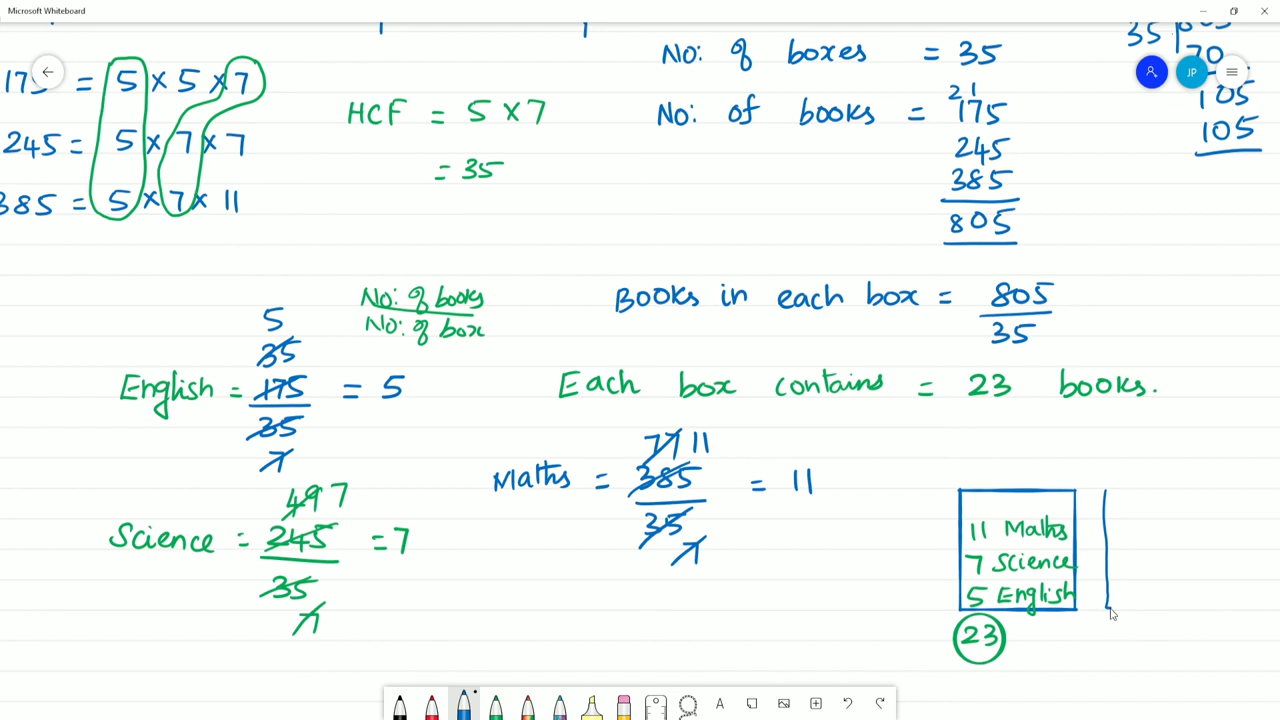 Microsoft Whiteboard
175 = 5 × 5 × 7
245 = 5 × 7 × 7
385 = 5 × 7 × 11
HCF = 5 × 7
= 35
No: of boxes = 35
No: of books = 175
21
245
385
805
35
70
105
105
JP
No: of books
No: of box
Books in each box = 805
35
5
35
English = 175 = 5
35
7
Each box contains = 23 books.
77 11
Maths = 385 = 11
35
7
49 7
Science = 245 = 7
35
7
11 Maths
7 Science
5 English
23
A